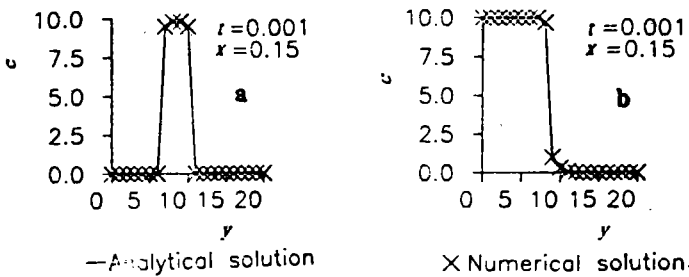 10.0
7.5
5.0
2.5
0.0
c
0 5 10 15 20
y
t=0.001
x=0.15
a
10.0
7.5
5.0
2.5
0.0
c
0 5 10 15 20
y
t=0.001
x=0.15
b
—Analytical solution
× Numerical solution